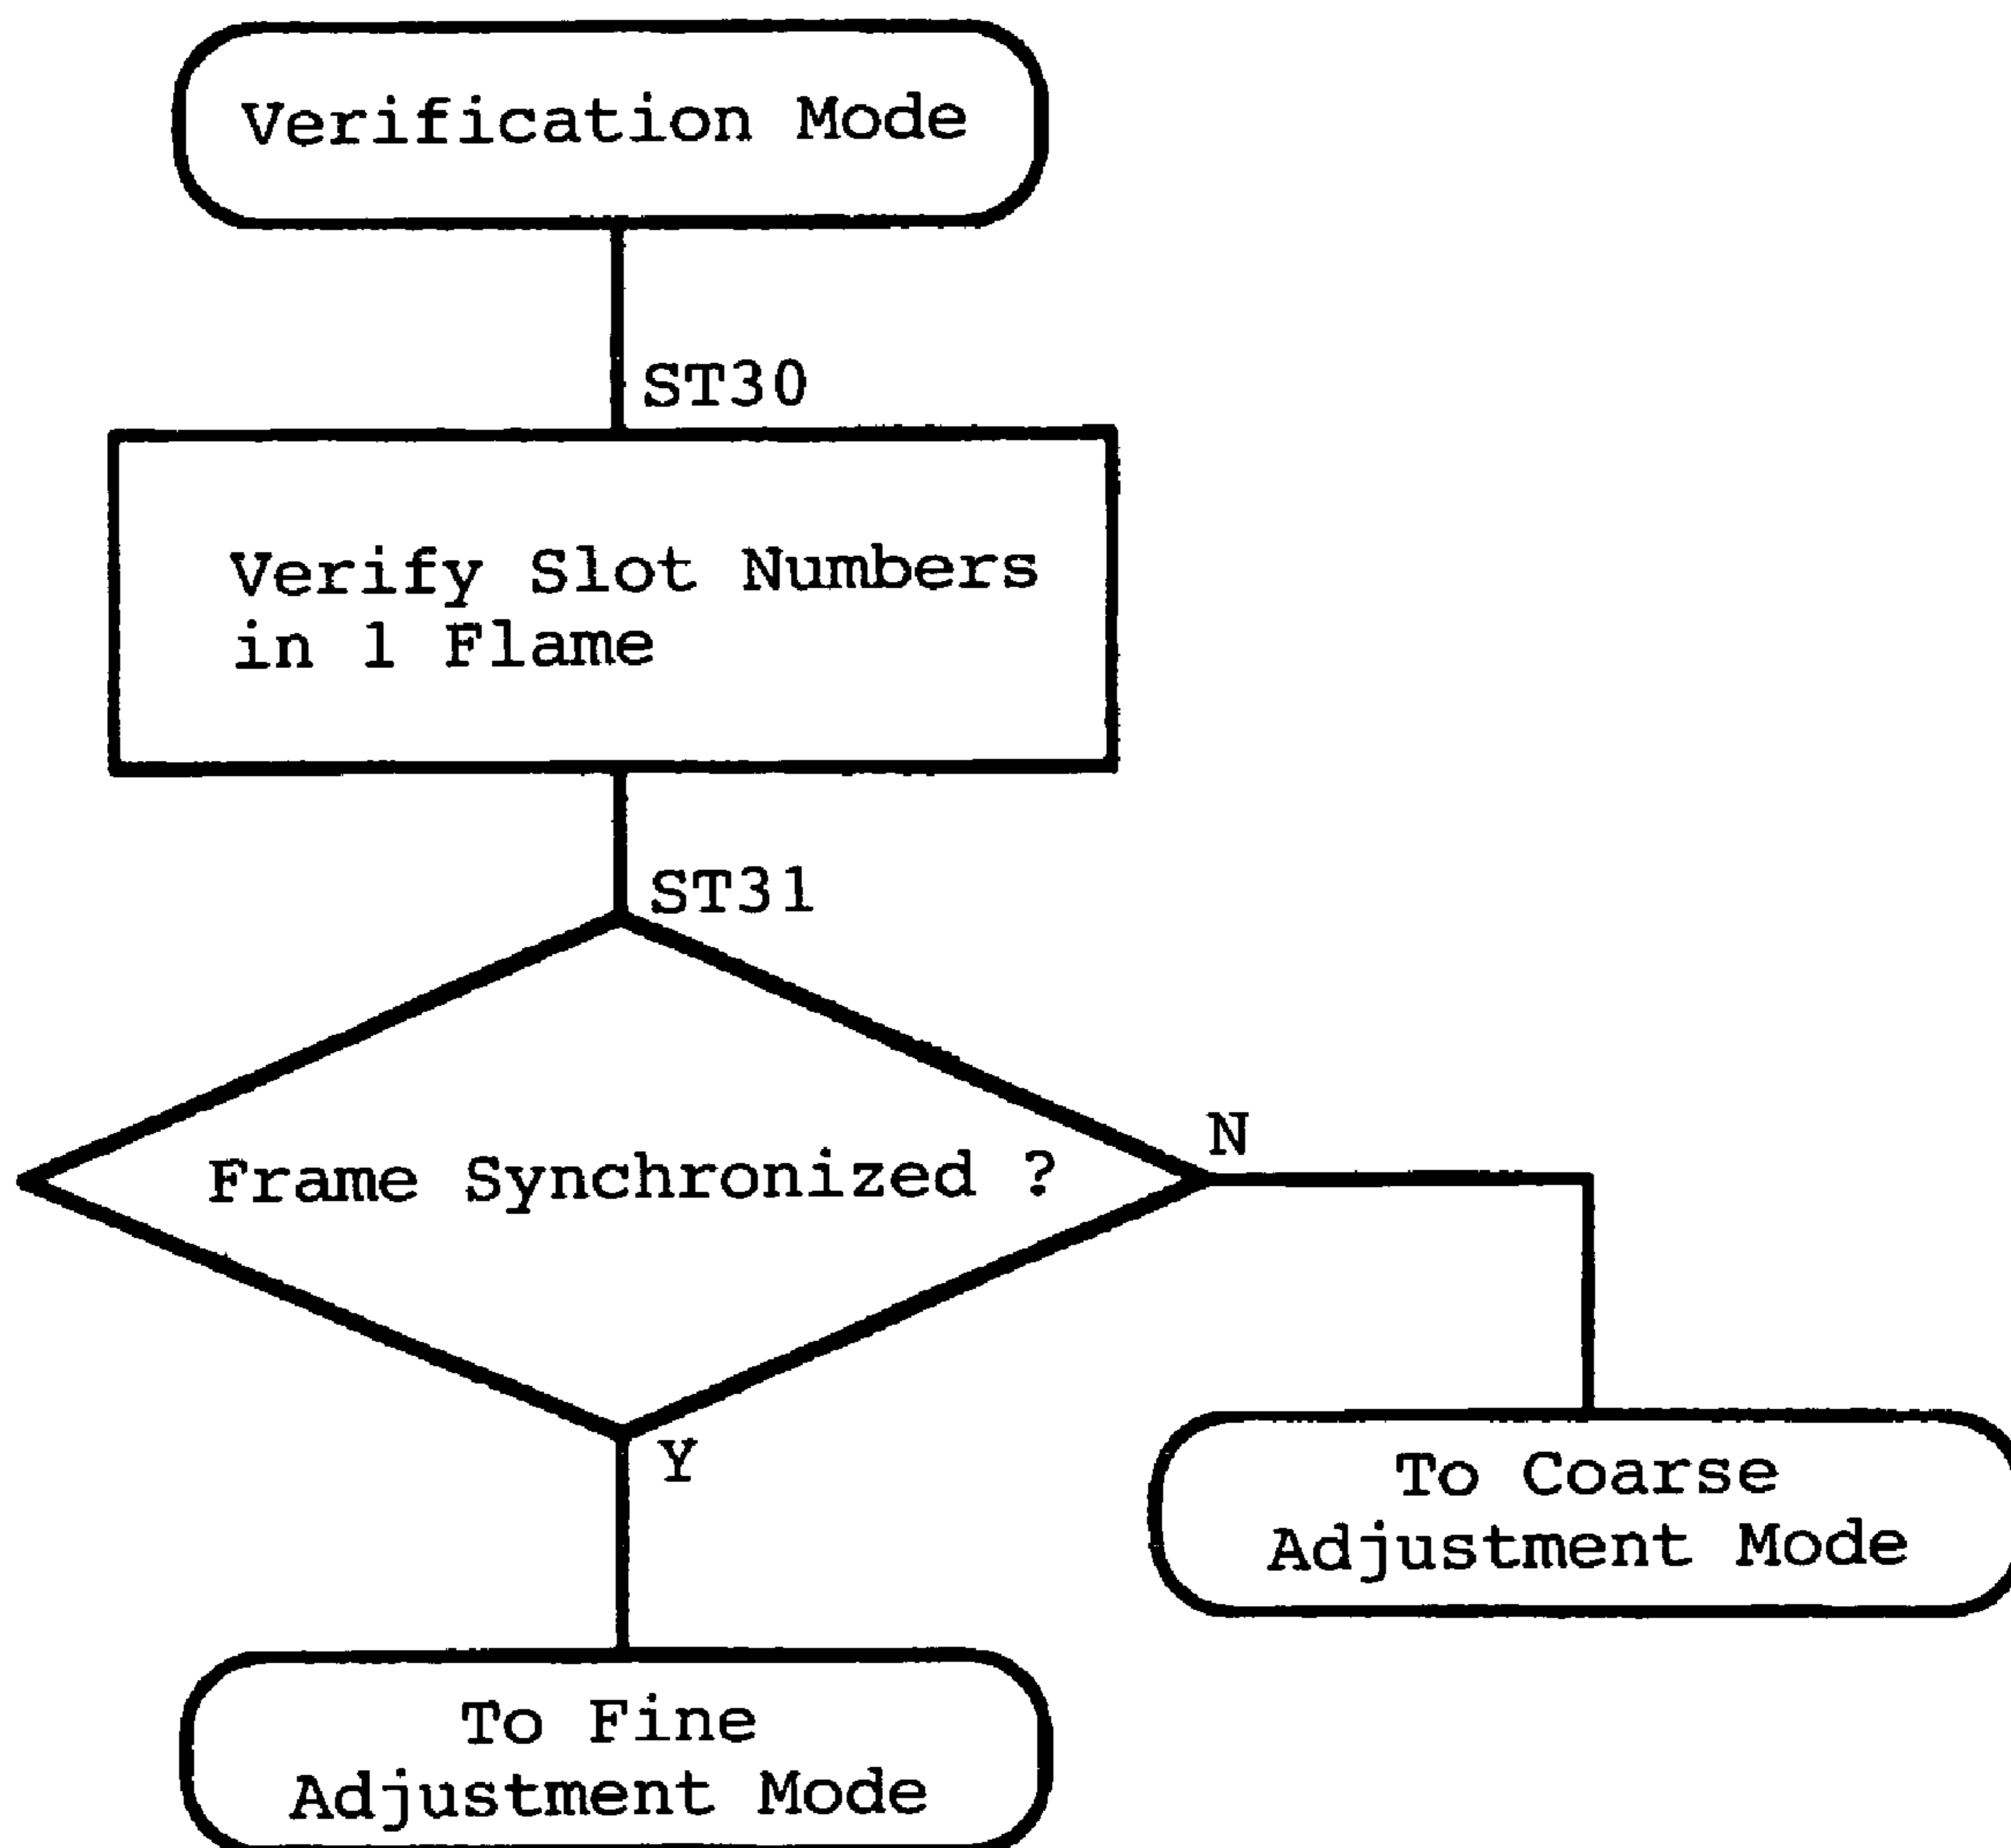 Verification Mode
ST30
Verify Slot Numbers
in 1 Flame
ST31
Frame Synchronized ?
N
Y
To Coarse
Adjustment Mode
To Fine
Adjustment Mode